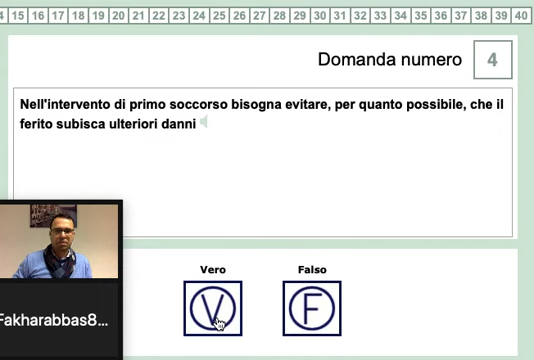 15 16 17 18 19 20 21 22 23 24 25 26 27 28 29 30 31 32 33 34 35 36 37 38 39 40
Domanda numero 4
Nell'intervento di primo soccorso bisogna evitare, per quanto possibile, che il
ferito subisca ulteriori danni
Vero Falso
V F
Fakharabbas8...